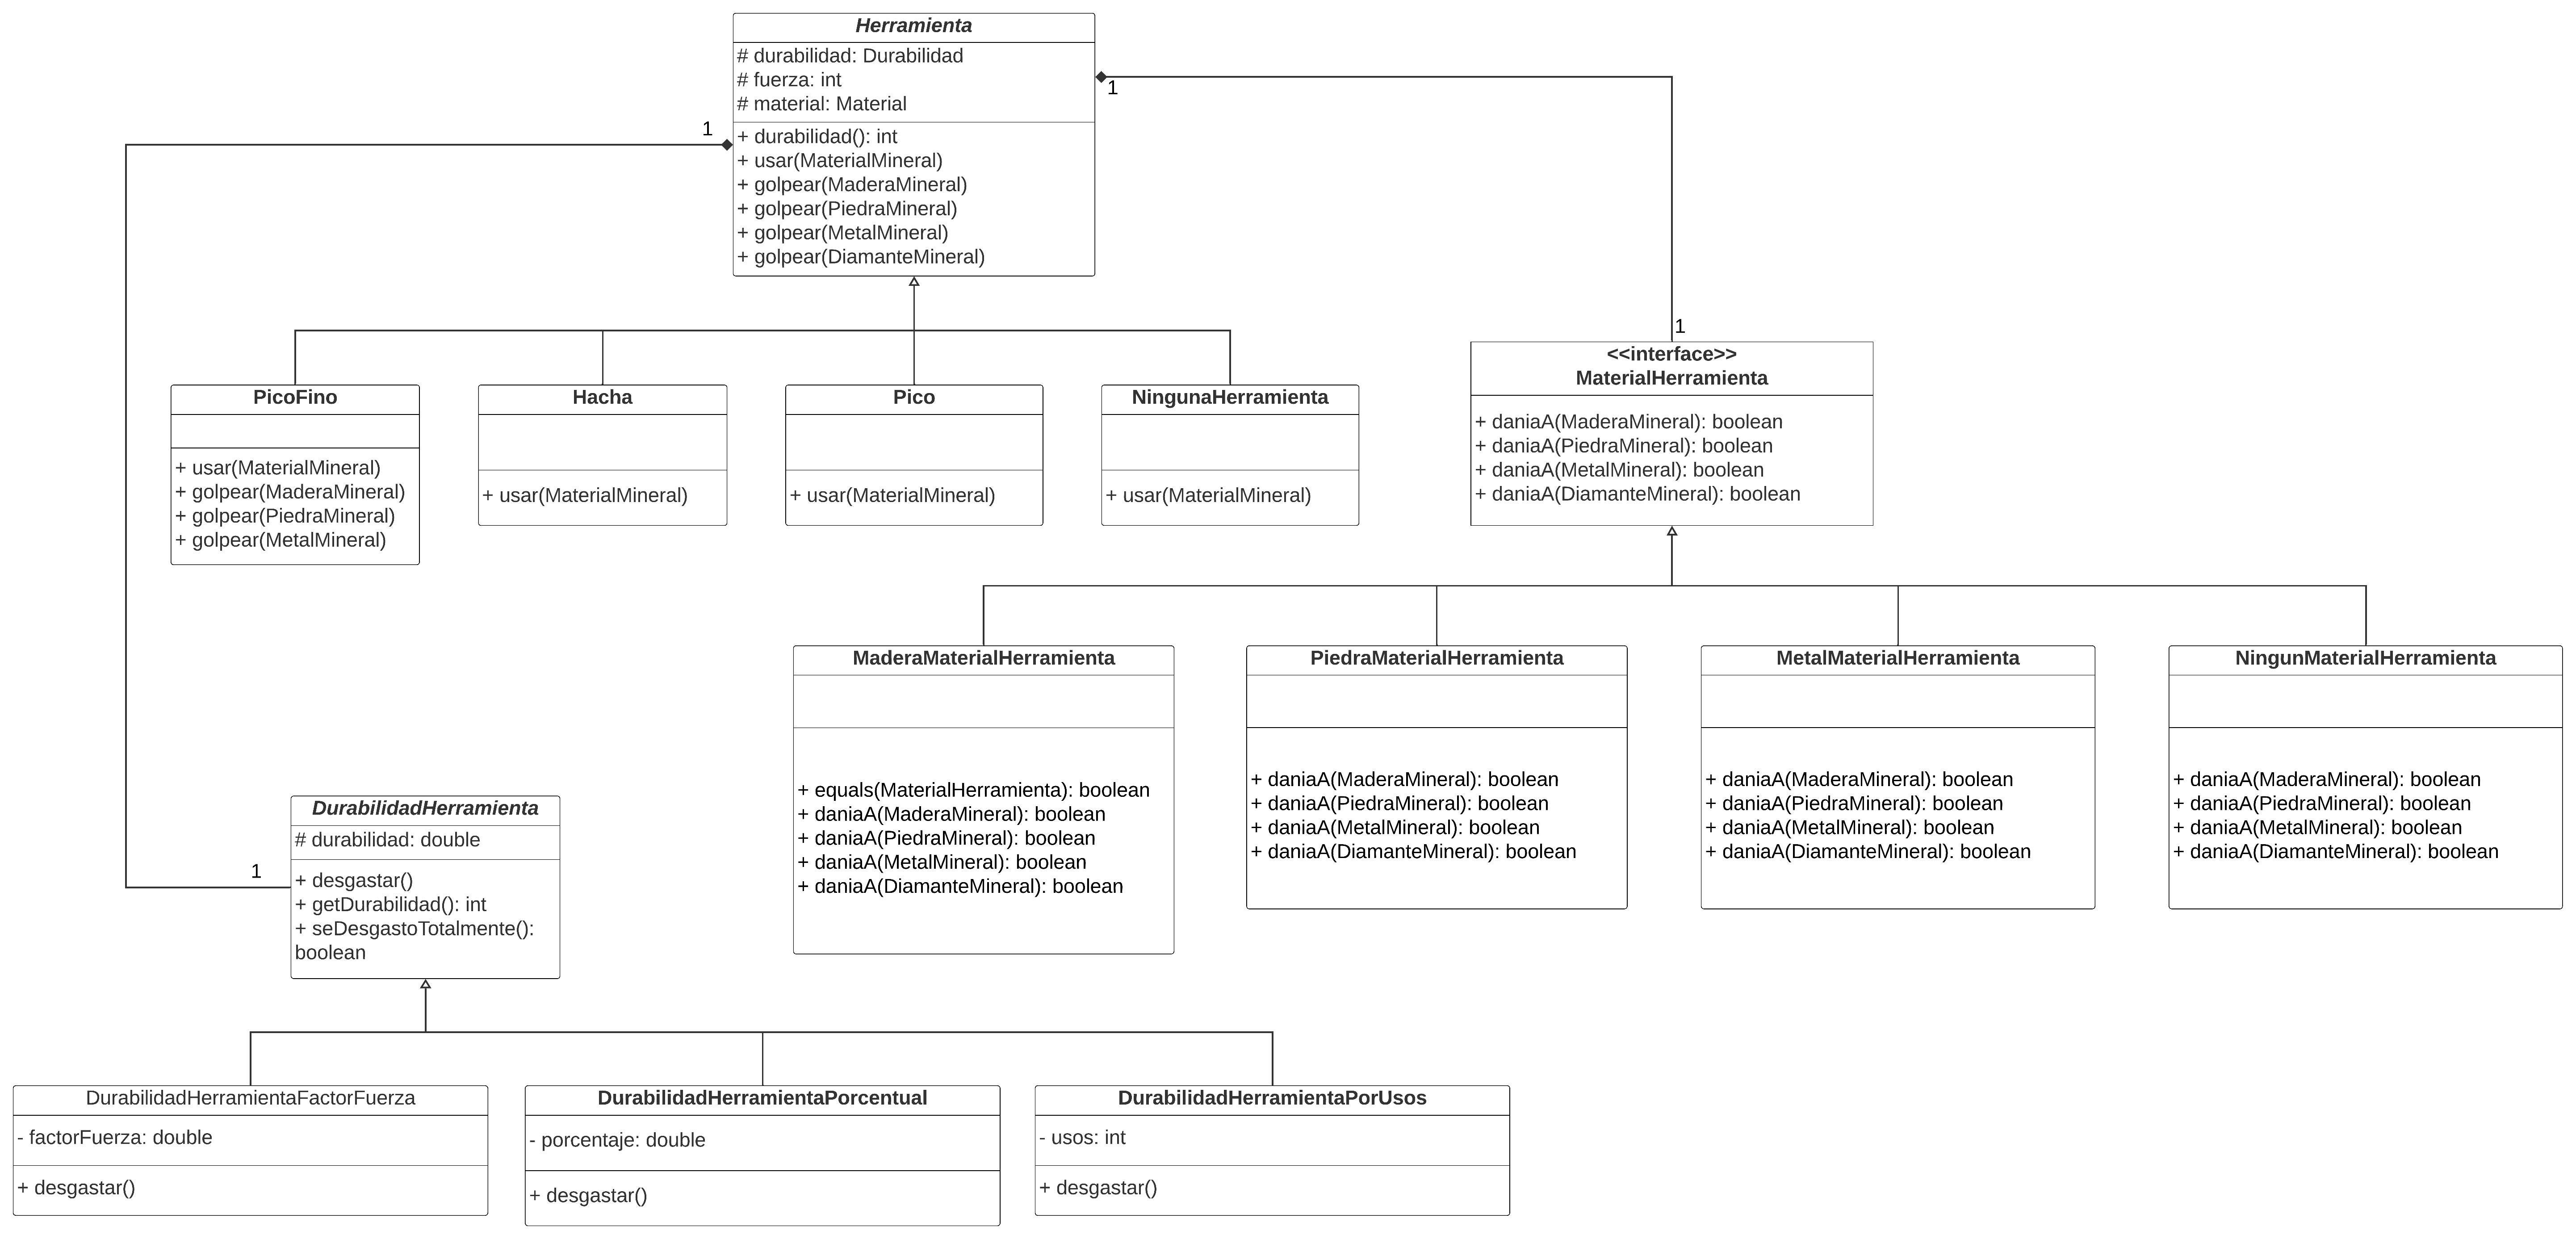 Herramienta
# durabilidad: Durabilidad
# fuerza: int
# material: Material
+ durabilidad(): int
+ usar(MaterialMineral)
+ golpear(MaderaMineral)
+ golpear(PiedraMineral)
+ golpear(MetalMineral)
+ golpear(DiamanteMineral)
1
1
1
<<interface>>
MaterialHerramienta
+ daniaA(MaderaMineral): boolean
+ daniaA(PiedraMineral): boolean
+ daniaA(MetalMineral): boolean
+ daniaA(DiamanteMineral): boolean
PicoFino
+ usar(MaterialMineral)
+ golpear(MaderaMineral)
+ golpear(PiedraMineral)
+ golpear(MetalMineral)
Hacha
+ usar(MaterialMineral)
Pico
+ usar(MaterialMineral)
NingunaHerramienta
+ usar(MaterialMineral)
MaderaMaterialHerramienta
+ equals(MaterialHerramienta): boolean
+ daniaA(MaderaMineral): boolean
+ daniaA(PiedraMineral): boolean
+ daniaA(MetalMineral): boolean
+ daniaA(DiamanteMineral): boolean
PiedraMaterialHerramienta
+ daniaA(MaderaMineral): boolean
+ daniaA(PiedraMineral): boolean
+ daniaA(MetalMineral): boolean
+ daniaA(DiamanteMineral): boolean
MetalMaterialHerramienta
+ daniaA(MaderaMineral): boolean
+ daniaA(PiedraMineral): boolean
+ daniaA(MetalMineral): boolean
+ daniaA(DiamanteMineral): boolean
NingunMaterialHerramienta
+ daniaA(MaderaMineral): boolean
+ daniaA(PiedraMineral): boolean
+ daniaA(MetalMineral): boolean
+ daniaA(DiamanteMineral): boolean
1
DurabilidadHerramienta
# durabilidad: double
+ desgastar()
+ getDurabilidad(): int
+ seDesgastoTotalmente():
boolean
DurabilidadHerramientaFactorFuerza
- factorFuerza: double
+ desgastar()
DurabilidadHerramientaPorcentual
- porcentaje: double
+ desgastar()
DurabilidadHerramientaPorUsos
- usos: int
+ desgastar()